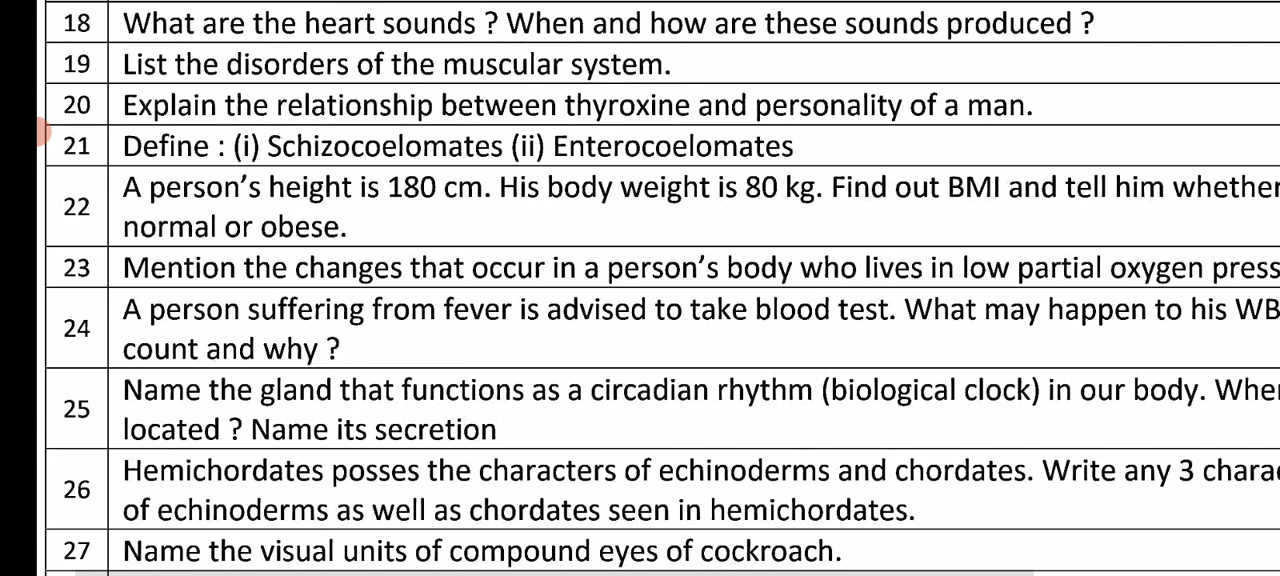 18 What are the heart sounds ? When and how are these sounds produced ?
19 List the disorders of the muscular system.
20 Explain the relationship between thyroxine and personality of a man.
21 Define : (i) Schizocoelomates (ii) Enterocoelomates
22 A person's height is 180 cm. His body weight is 80 kg. Find out BMI and tell him whether
normal or obese.
23 Mention the changes that occur in a person's body who lives in low partial oxygen press
24 A person suffering from fever is advised to take blood test. What may happen to his WB
count and why ?
25 Name the gland that functions as a circadian rhythm (biological clock) in our body. Whe
located ? Name its secretion
26 Hemichordates posses the characters of echinoderms and chordates. Write any 3 chara
of echinoderms as well as chordates seen in hemichordates.
27 Name the visual units of compound eyes of cockroach.